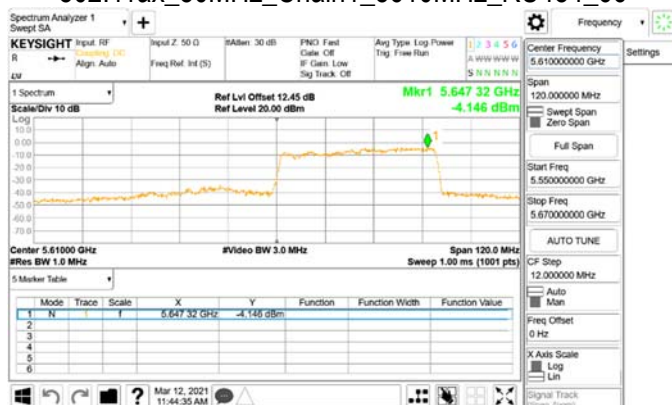 Spectrum Analyzer 1
Swept SA
Frequency
KEYSIGHT Input: RF Input Z: 50 Ω #Atten: 30 dB PNO: Fast Avg Type: Log-Power 1 2 3 4 5 6
R Coupling: DC Gate: Off Trig: Free Run A WW WW W
Align: Auto Freq Ref: Int (S) IF Gain: Low S N N N N N
Sig Track: Off
Center Frequency
5.610000000 GHz
Settings
Span
120.000000 MHz
Swept Span
Zero Span
Full Span
Start Freq
5.550000000 GHz
Stop Freq
5.670000000 GHz
AUTO TUNE
CF Step
12.000000 MHz
Auto
Man
Freq Offset
0 Hz
X Axis Scale
Log
Lin
Signal Track
1 Spectrum
Scale/Div 10 dB
Ref Lvl Offset 12.45 dB
Ref Level 20.00 dBm
Mkr1 5.647 32 GHz
-4.146 dBm
Log
10.0
0.00
-10.0
-20.0
-30.0
-40.0
-50.0
-60.0
-70.0
1
Center 5.61000 GHz #Video BW 3.0 MHz Span 120.0 MHz
#Res BW 1.0 MHz Sweep 1.00 ms (1001 pts)
5 Marker Table
Mode Trace Scale X Y Function Function Width Function Value
1 N 1 f 5.647 32 GHz -4.146 dBm
2
3
4
5
6
Mar 12, 2021
11:44:35 AM